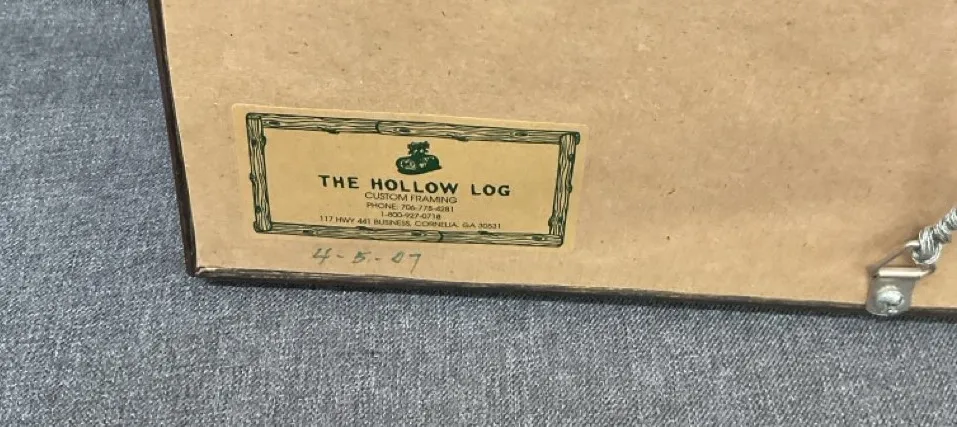 THE HOLLOW LOG
CUSTOM FRAMING
PHONE: 706-778-4281
1-800-927-0718
117 HWY 441 BUSINESS, CORNELIA, GA 30531
4-5-07